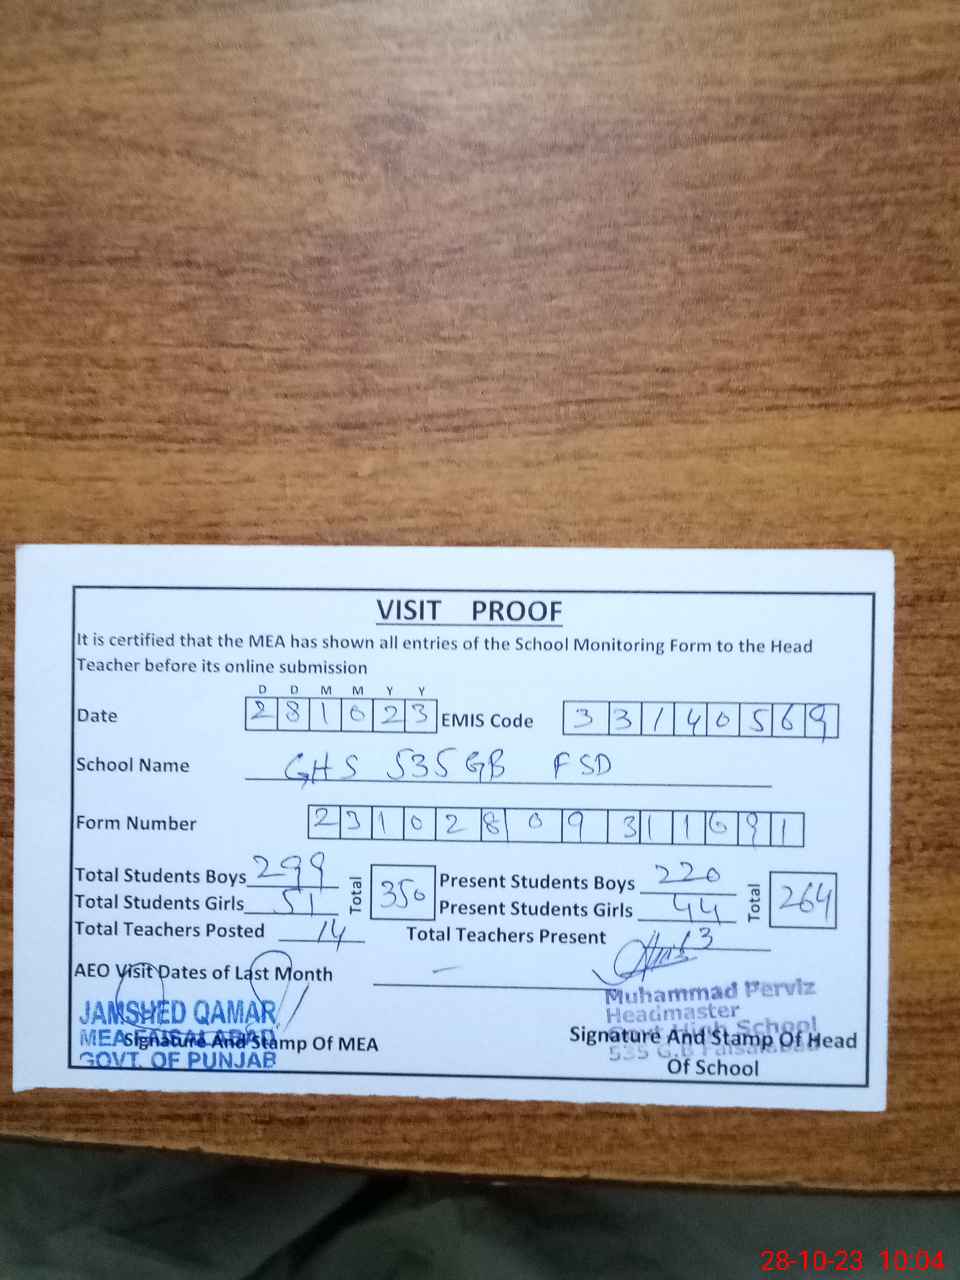 VISIT PROOF
It is certified that the MEA has shown all entries of the School Monitoring Form to the Head
Teacher before its online submission
D D M M Y Y
Date 2 8 1 0 2 3 EMIS Code 3 3 1 4 0 5 6 9
School Name GHS 535 GB FSD
Form Number 2 3 1 0 2 8 0 9 3 1 1 0 9 1
Total Students Boys 299 Total 350 Present Students Boys 220 Total 264
Total Students Girls 51 Present Students Girls 44
Total Teachers Posted 14 Total Teachers Present 13
AEO Visit Dates of Last Month –
JAMSHED QAMAR
MEA FAISALABAD
GOVT. OF PUNJAB
Signature And Stamp Of MEA
Muhammad Perviz
Headmaster
Govt High School
535 G.B Faisalabad
Signature And Stamp Of Head
Of School
28-10-23 10:04